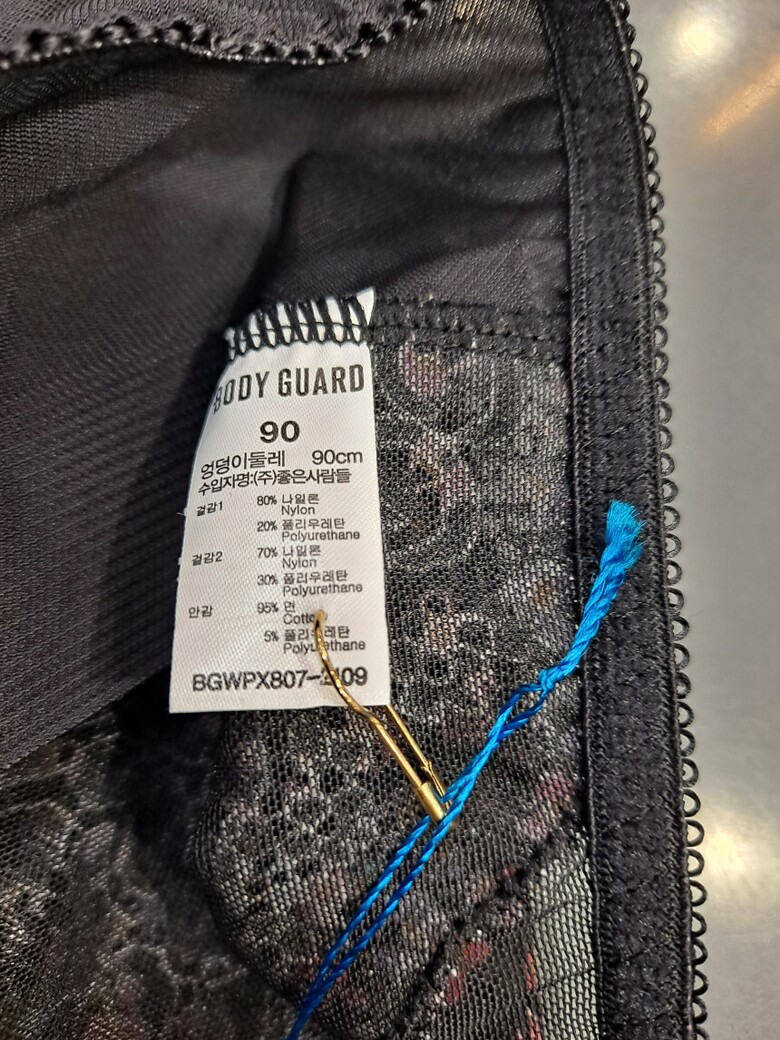 BODY GUARD
90
엉덩이둘레 90cm
수입자명:(주)좋은사람들
겉감1 80% 나일론
Nylon
20% 폴리우레탄
Polyurethane
겉감2 70% 나일론
Nylon
30% 폴리우레탄
Polyurethane
안감 95% 면
Cotton
5% 폴리우레탄
Polyurethane
BGWPX807-2109